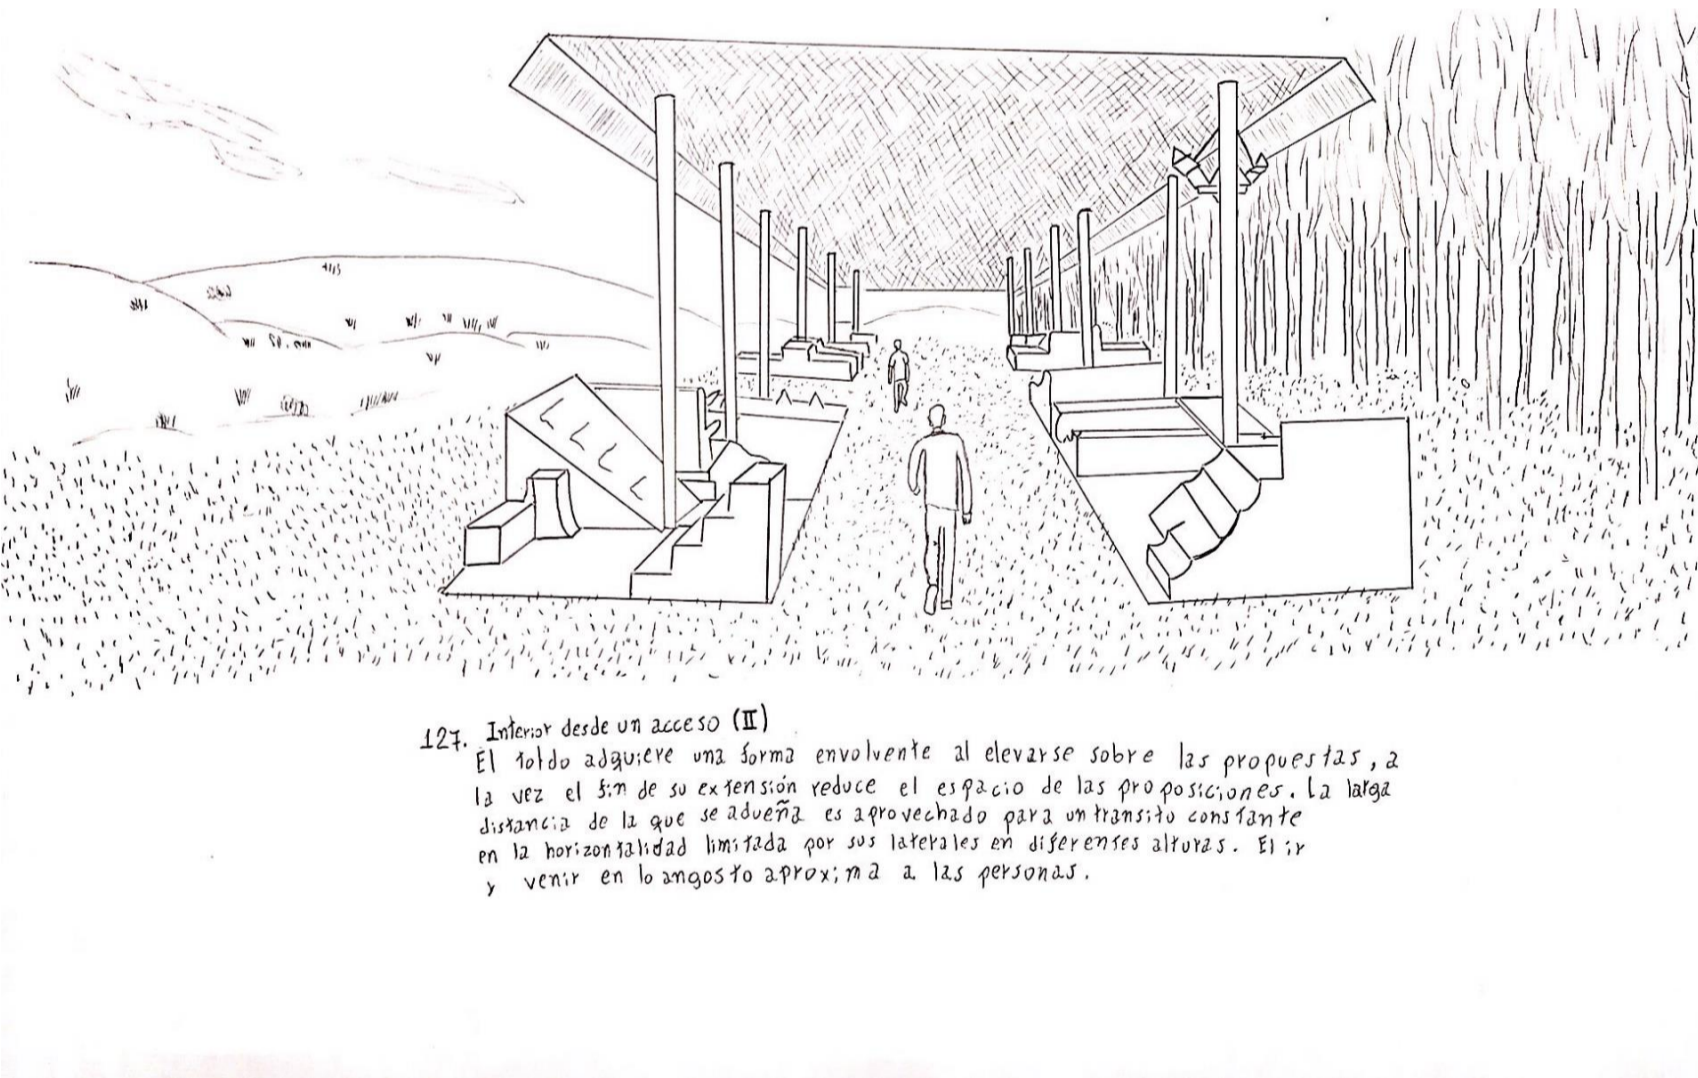 127. Interior desde un acceso (II)
El toldo adquiere una forma envolvente al elevarse sobre las propuestas, a
la vez el fin de su extensión reduce el espacio de las proposiciones. La larga
distancia de la que se adueña es aprovechado para un transito constante
en la horizontalidad limitada por sus laterales en diferentes alturas. El ir
y venir en lo angosto aproxima a las personas.